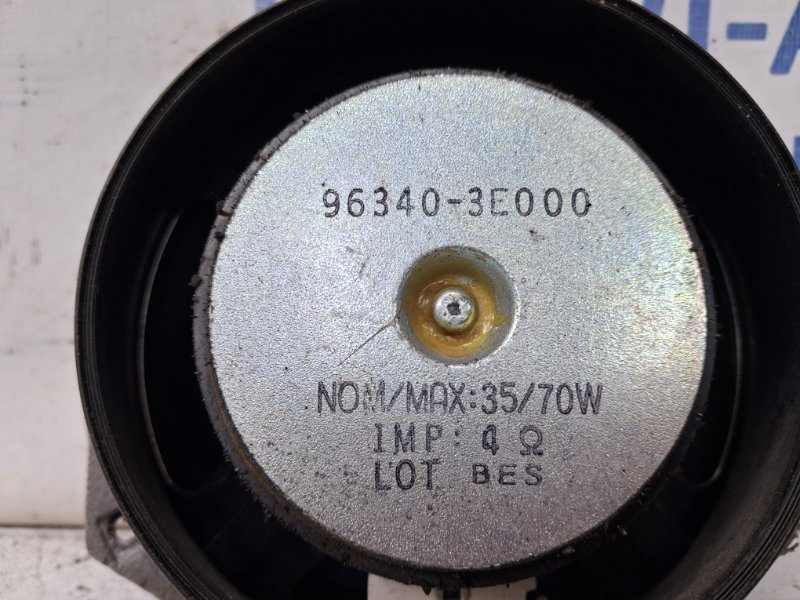 96340-3E000
NOM/MAX:35/70W
IMP: 4 Ω
LOT BES